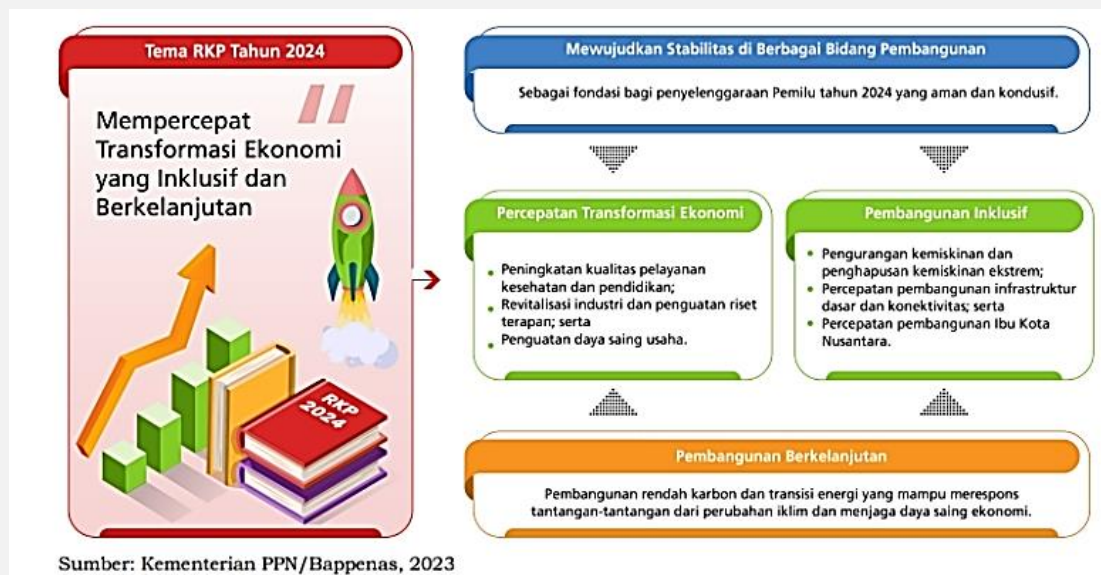 Tema RKP Tahun 2024
Mempercepat
Transformasi Ekonomi
yang Inklusif dan
Berkelanjutan
RKP
2024
Mewujudkan Stabilitas di Berbagai Bidang Pembangunan
Sebagai fondasi bagi penyelenggaraan Pemilu tahun 2024 yang aman dan kondusif.
Percepatan Transformasi Ekonomi
• Peningkatan kualitas pelayanan
kesehatan dan pendidikan;
• Revitalisasi industri dan penguatan riset
terapan; serta
• Penguatan daya saing usaha.
Pembangunan Inklusif
• Pengurangan kemiskinan dan
penghapusan kemiskinan ekstrem;
• Percepatan pembangunan infrastruktur
dasar dan konektivitas; serta
• Percepatan pembangunan Ibu Kota
Nusantara.
Pembangunan Berkelanjutan
Pembangunan rendah karbon dan transisi energi yang mampu merespons
tantangan-tantangan dari perubahan iklim dan menjaga daya saing ekonomi.
Sumber: Kementerian PPN/Bappenas, 2023